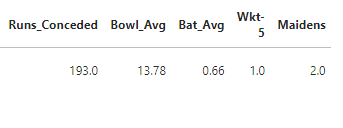 Runs_Conceded Bowl_Avg Bat_Avg Wkt-5 Maidens
193.0 13.78 0.66 1.0 2.0